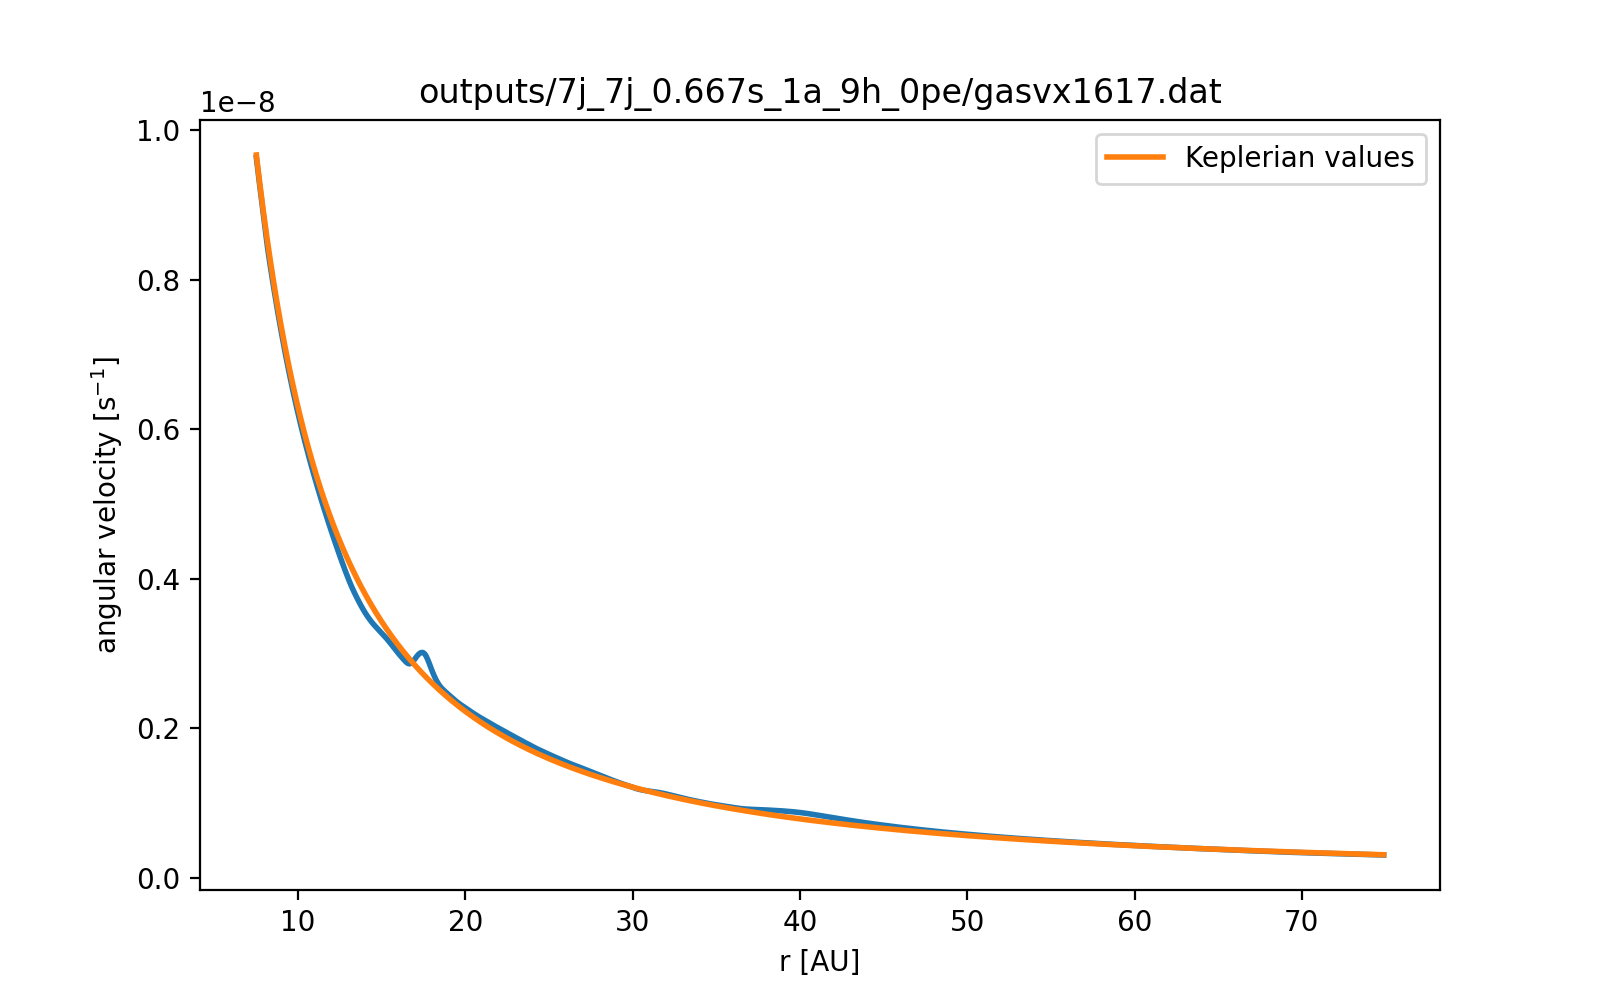 outputs/7j_7j_0.667s_1a_9h_0pe/gasvx1617.dat
1e−8
Keplerian values
1.0
0.8
0.6
0.4
0.2
0.0
angular velocity [s⁻¹]
10 20 30 40 50 60 70
r [AU]